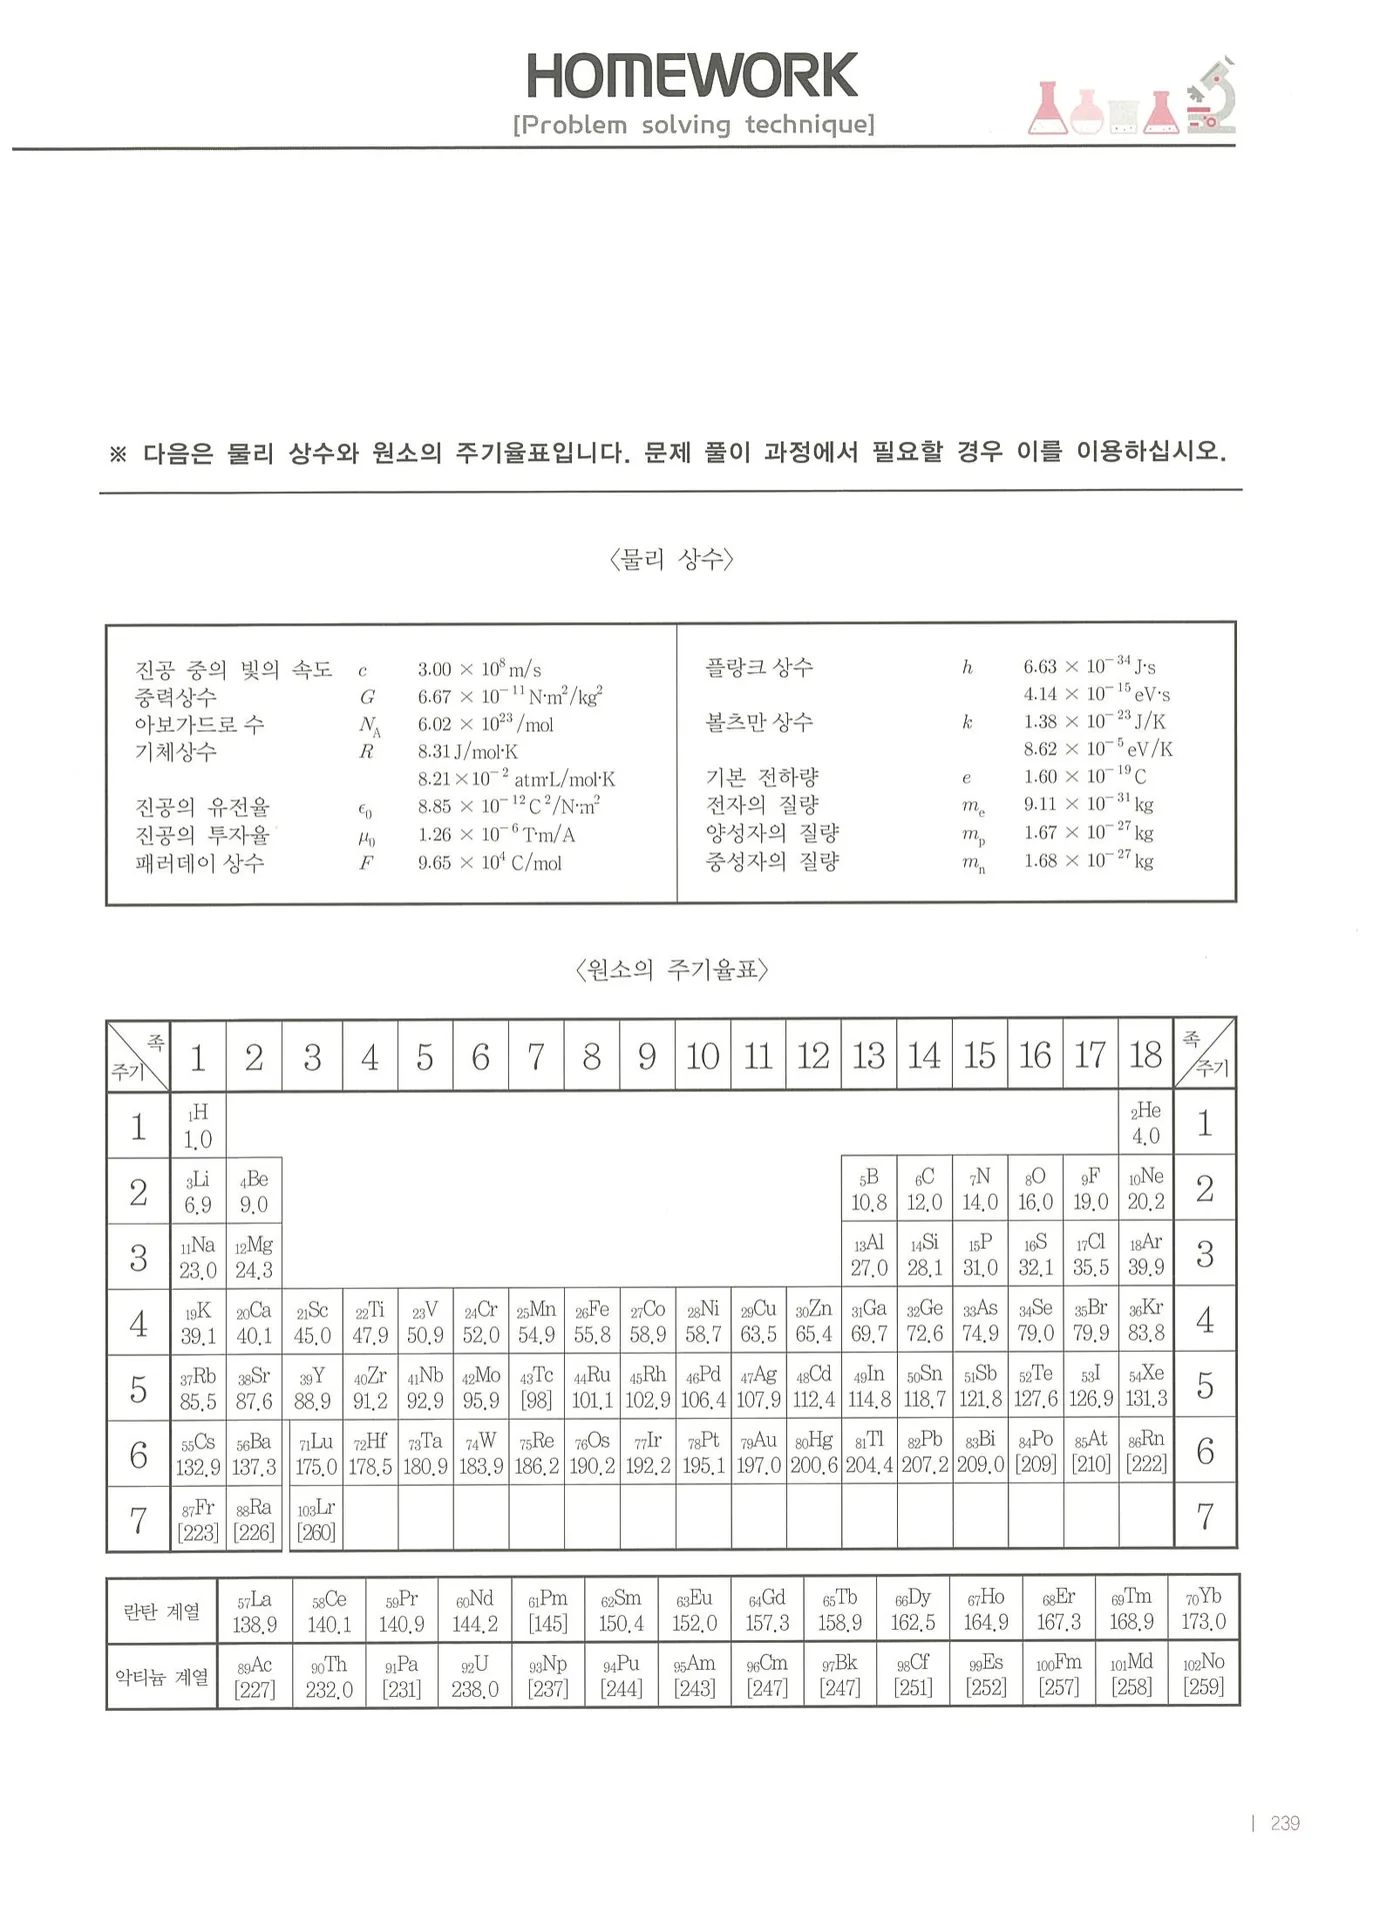 HOMEWORK
[Problem solving technique]
※ 다음은 물리 상수와 원소의 주기율표입니다. 문제 풀이 과정에서 필요할 경우 이를 이용하십시오.
〈물리 상수〉
진공 중의 빛의 속도 c 3.00 × 10⁸ m/s
중력상수 G 6.67 × 10⁻¹¹ N·m²/kg²
아보가드로 수 N_A 6.02 × 10²³ /mol
기체상수 R 8.31 J/mol·K
8.21×10⁻² atm·L/mol·K
진공의 유전율 ϵ₀ 8.85 × 10⁻¹² C²/N·m²
진공의 투자율 μ₀ 1.26 × 10⁻⁶ T·m/A
패러데이 상수 F 9.65 × 10⁴ C/mol
플랑크 상수 h 6.63 × 10⁻³⁴ J·s
4.14 × 10⁻¹⁵ eV·s
볼츠만 상수 k 1.38 × 10⁻²³ J/K
8.62 × 10⁻⁵ eV/K
기본 전하량 e 1.60 × 10⁻¹⁹ C
전자의 질량 mₑ 9.11 × 10⁻³¹ kg
양성자의 질량 mₚ 1.67 × 10⁻²⁷ kg
중성자의 질량 mₙ 1.68 × 10⁻²⁷ kg
〈원소의 주기율표〉
족 주기 1 2 3 4 5 6 7 8 9 10 11 12 13 14 15 16 17 18 족 주기
1 ₁H ₂He 1
1.0 4.0
2 ₃Li ₄Be ₅B ₆C ₇N ₈O ₉F ₁₀Ne 2
6.9 9.0 10.8 12.0 14.0 16.0 19.0 20.2
3 ₁₁Na ₁₂Mg ₁₃Al ₁₄Si ₁₅P ₁₆S ₁₇Cl ₁₈Ar 3
23.0 24.3 27.0 28.1 31.0 32.1 35.5 39.9
4 ₁₉K ₂₀Ca ₂₁Sc ₂₂Ti ₂₃V ₂₄Cr ₂₅Mn ₂₆Fe ₂₇Co ₂₈Ni ₂₉Cu ₃₀Zn ₃₁Ga ₃₂Ge ₃₃As ₃₄Se ₃₅Br ₃₆Kr 4
39.1 40.1 45.0 47.9 50.9 52.0 54.9 55.8 58.9 58.7 63.5 65.4 69.7 72.6 74.9 79.0 79.9 83.8
5 ₃₇Rb ₃₈Sr ₃₉Y ₄₀Zr ₄₁Nb ₄₂Mo ₄₃Tc ₄₄Ru ₄₅Rh ₄₆Pd ₄₇Ag ₄₈Cd ₄₉In ₅₀Sn ₅₁Sb ₅₂Te ₅₃I ₅₄Xe 5
85.5 87.6 88.9 91.2 92.9 95.9 [98] 101.1 102.9 106.4 107.9 112.4 114.8 118.7 121.8 127.6 126.9 131.3
6 ₅₅Cs ₅₆Ba ₇₁Lu ₇₂Hf ₇₃Ta ₇₄W ₇₅Re ₇₆Os ₇₇Ir ₇₈Pt ₇₉Au ₈₀Hg ₈₁Tl ₈₂Pb ₈₃Bi ₈₄Po ₈₅At ₈₆Rn 6
132.9 137.3 175.0 178.5 180.9 183.9 186.2 190.2 192.2 195.1 197.0 200.6 204.4 207.2 209.0 [209] [210] [222]
7 ₈₇Fr ₈₈Ra ₁₀₃Lr 7
[223] [226] [260]
란탄 계열 ₅₇La ₅₈Ce ₅₉Pr ₆₀Nd ₆₁Pm ₆₂Sm ₆₃Eu ₆₄Gd ₆₅Tb ₆₆Dy ₆₇Ho ₆₈Er ₆₉Tm ₇₀Yb
138.9 140.1 140.9 144.2 [145] 150.4 152.0 157.3 158.9 162.5 164.9 167.3 168.9 173.0
악티늄 계열 ₈₉Ac ₉₀Th ₉₁Pa ₉₂U ₉₃Np ₉₄Pu ₉₅Am ₉₆Cm ₉₇Bk ₉₈Cf ₉₉Es ₁₀₀Fm ₁₀₁Md ₁₀₂No
[227] 232.0 [231] 238.0 [237] [244] [243] [247] [247] [251] [252] [257] [258] [259]
| 239